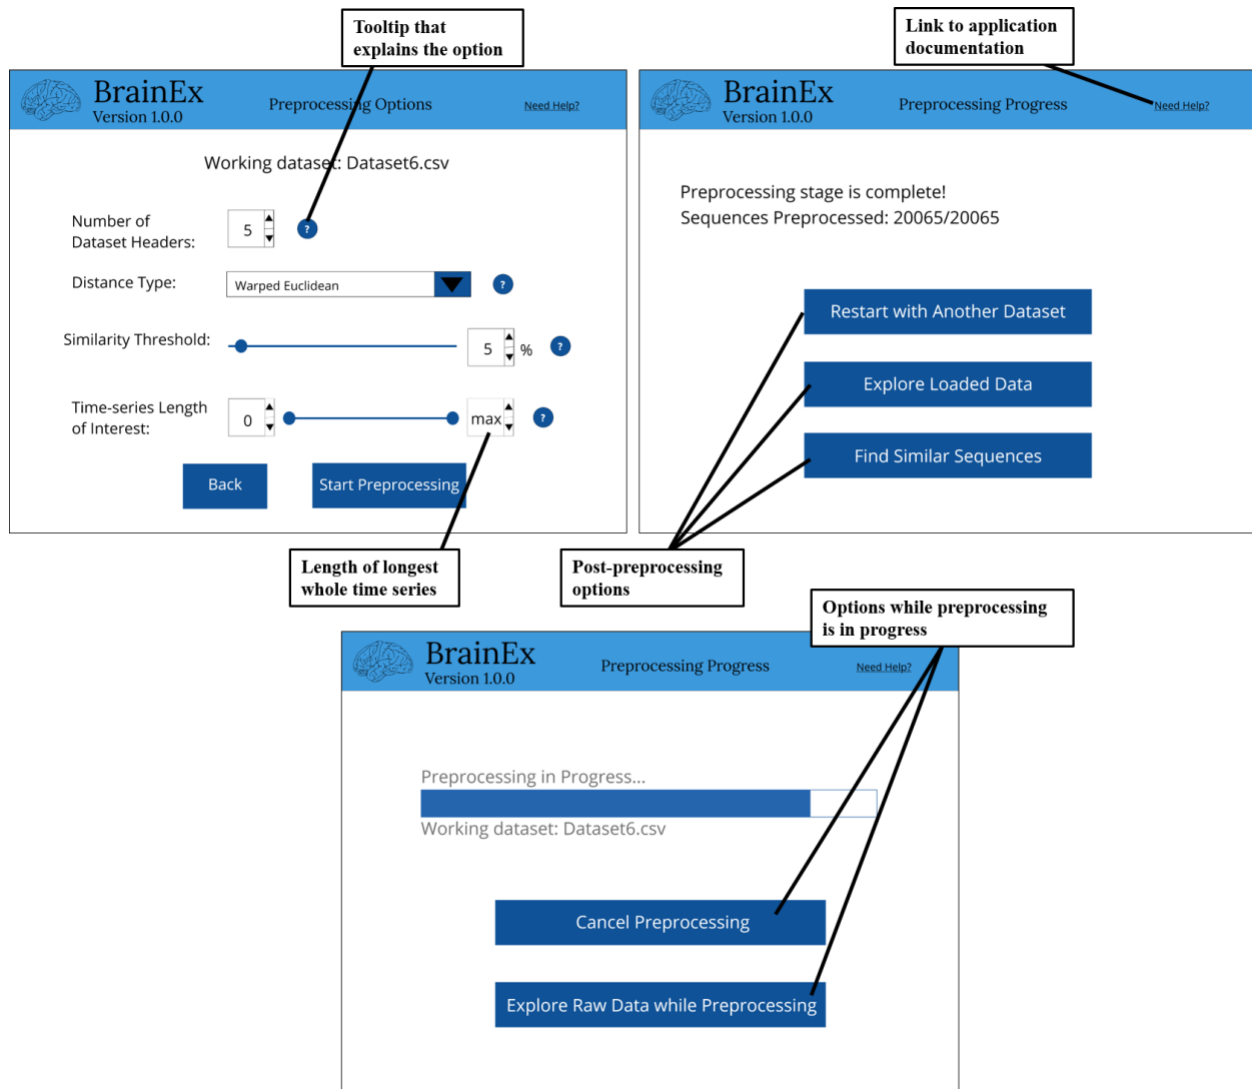 Tooltip that
explains the option
Link to application
documentation
BrainEx
Version 1.0.0
Preprocessing Options
Need Help?
Working dataset: Dataset6.csv
Number of
Dataset Headers:
5
?
Distance Type:
Warped Euclidean
?
Similarity Threshold:
5
%
?
Time-series Length
of Interest:
0
max
?
Back
Start Preprocessing
Length of longest
whole time series
BrainEx
Version 1.0.0
Preprocessing Progress
Need Help?
Preprocessing stage is complete!
Sequences Preprocessed: 20065/20065
Restart with Another Dataset
Explore Loaded Data
Find Similar Sequences
Post-preprocessing
options
Options while preprocessing
is in progress
BrainEx
Version 1.0.0
Preprocessing Progress
Need Help?
Preprocessing in Progress...
Working dataset: Dataset6.csv
Cancel Preprocessing
Explore Raw Data while Preprocessing